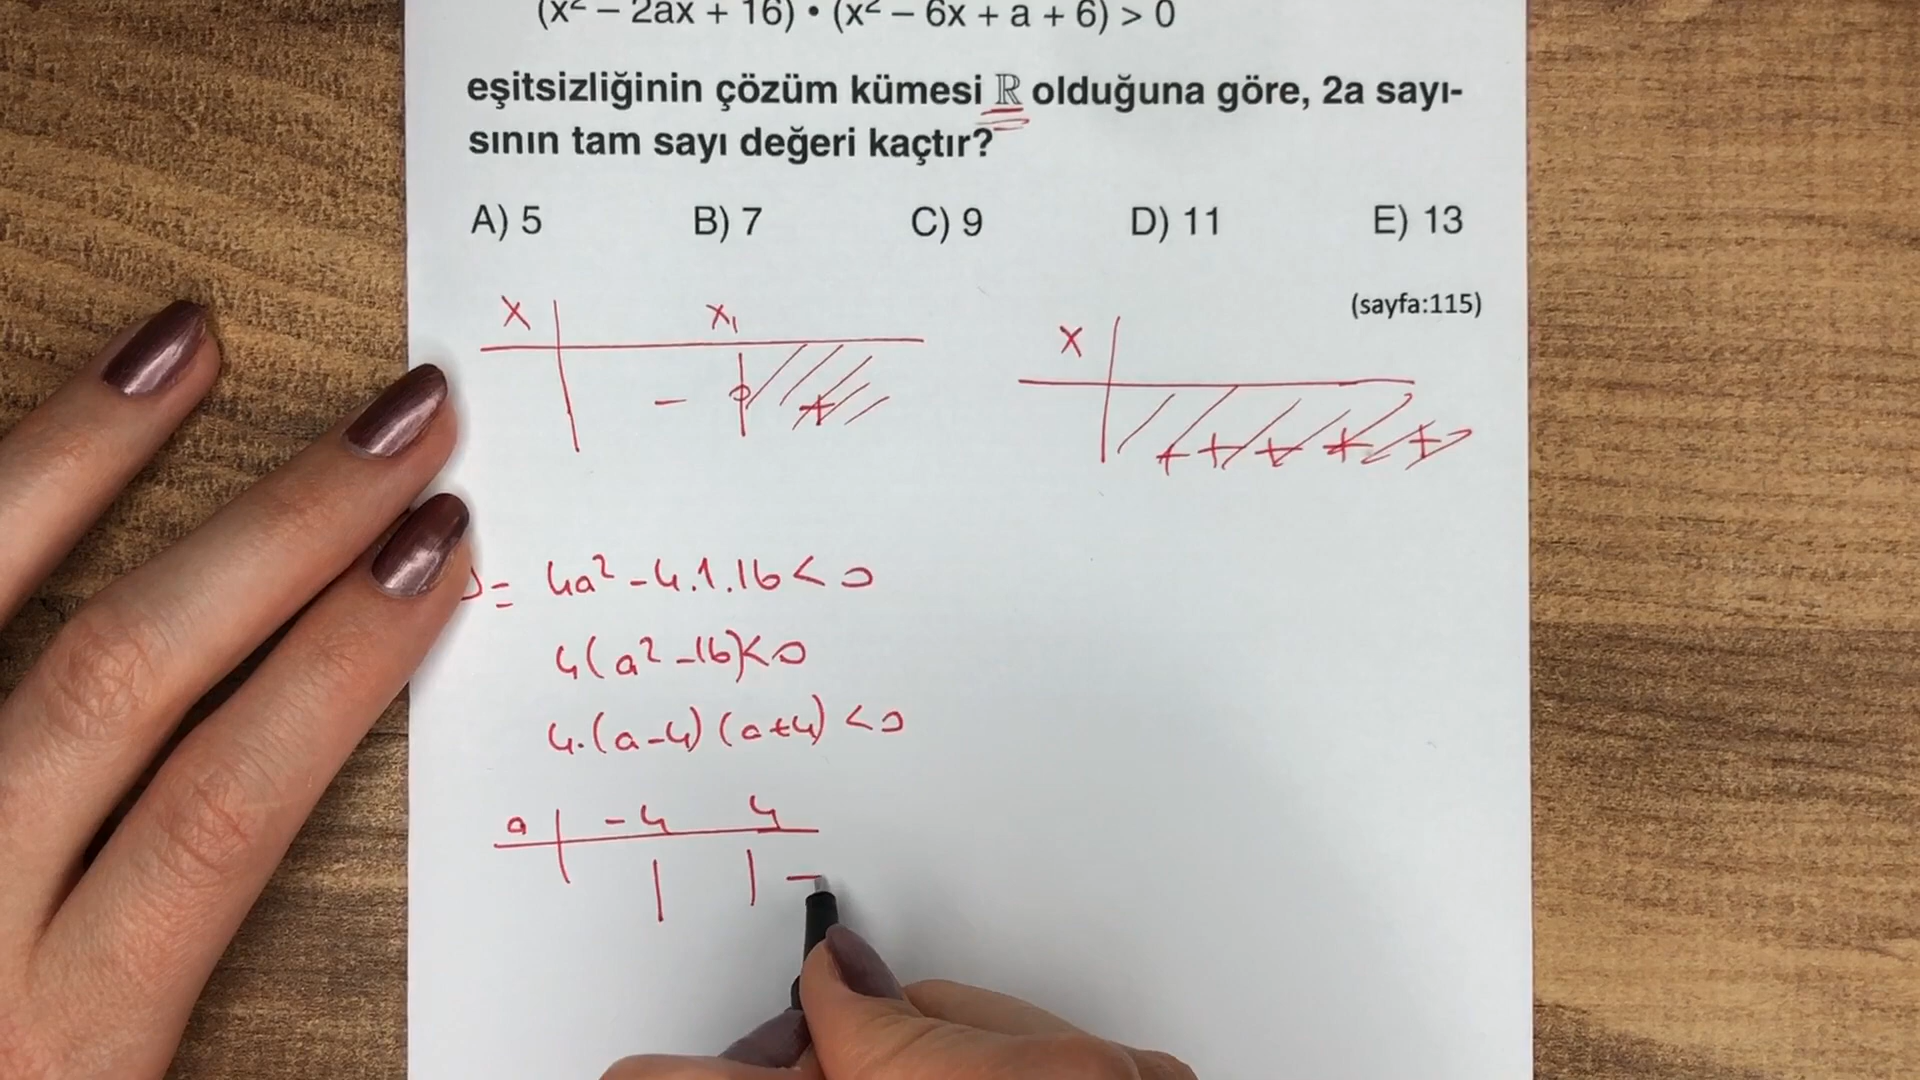 (x² – 2ax + 16) • (x² – 6x + a + 6) > 0
eşitsizliğinin çözüm kümesi ℝ olduğuna göre, 2a sayı-
sının tam sayı değeri kaçtır?
A) 5 B) 7 C) 9 D) 11 E) 13
(sayfa:115)
x x₁
x
– +
+ + + + +
= 4a² – 4.1.16 < 0
4(a² – 16) < 0
4.(a–4) (a+4) < 0
a –4 4
–